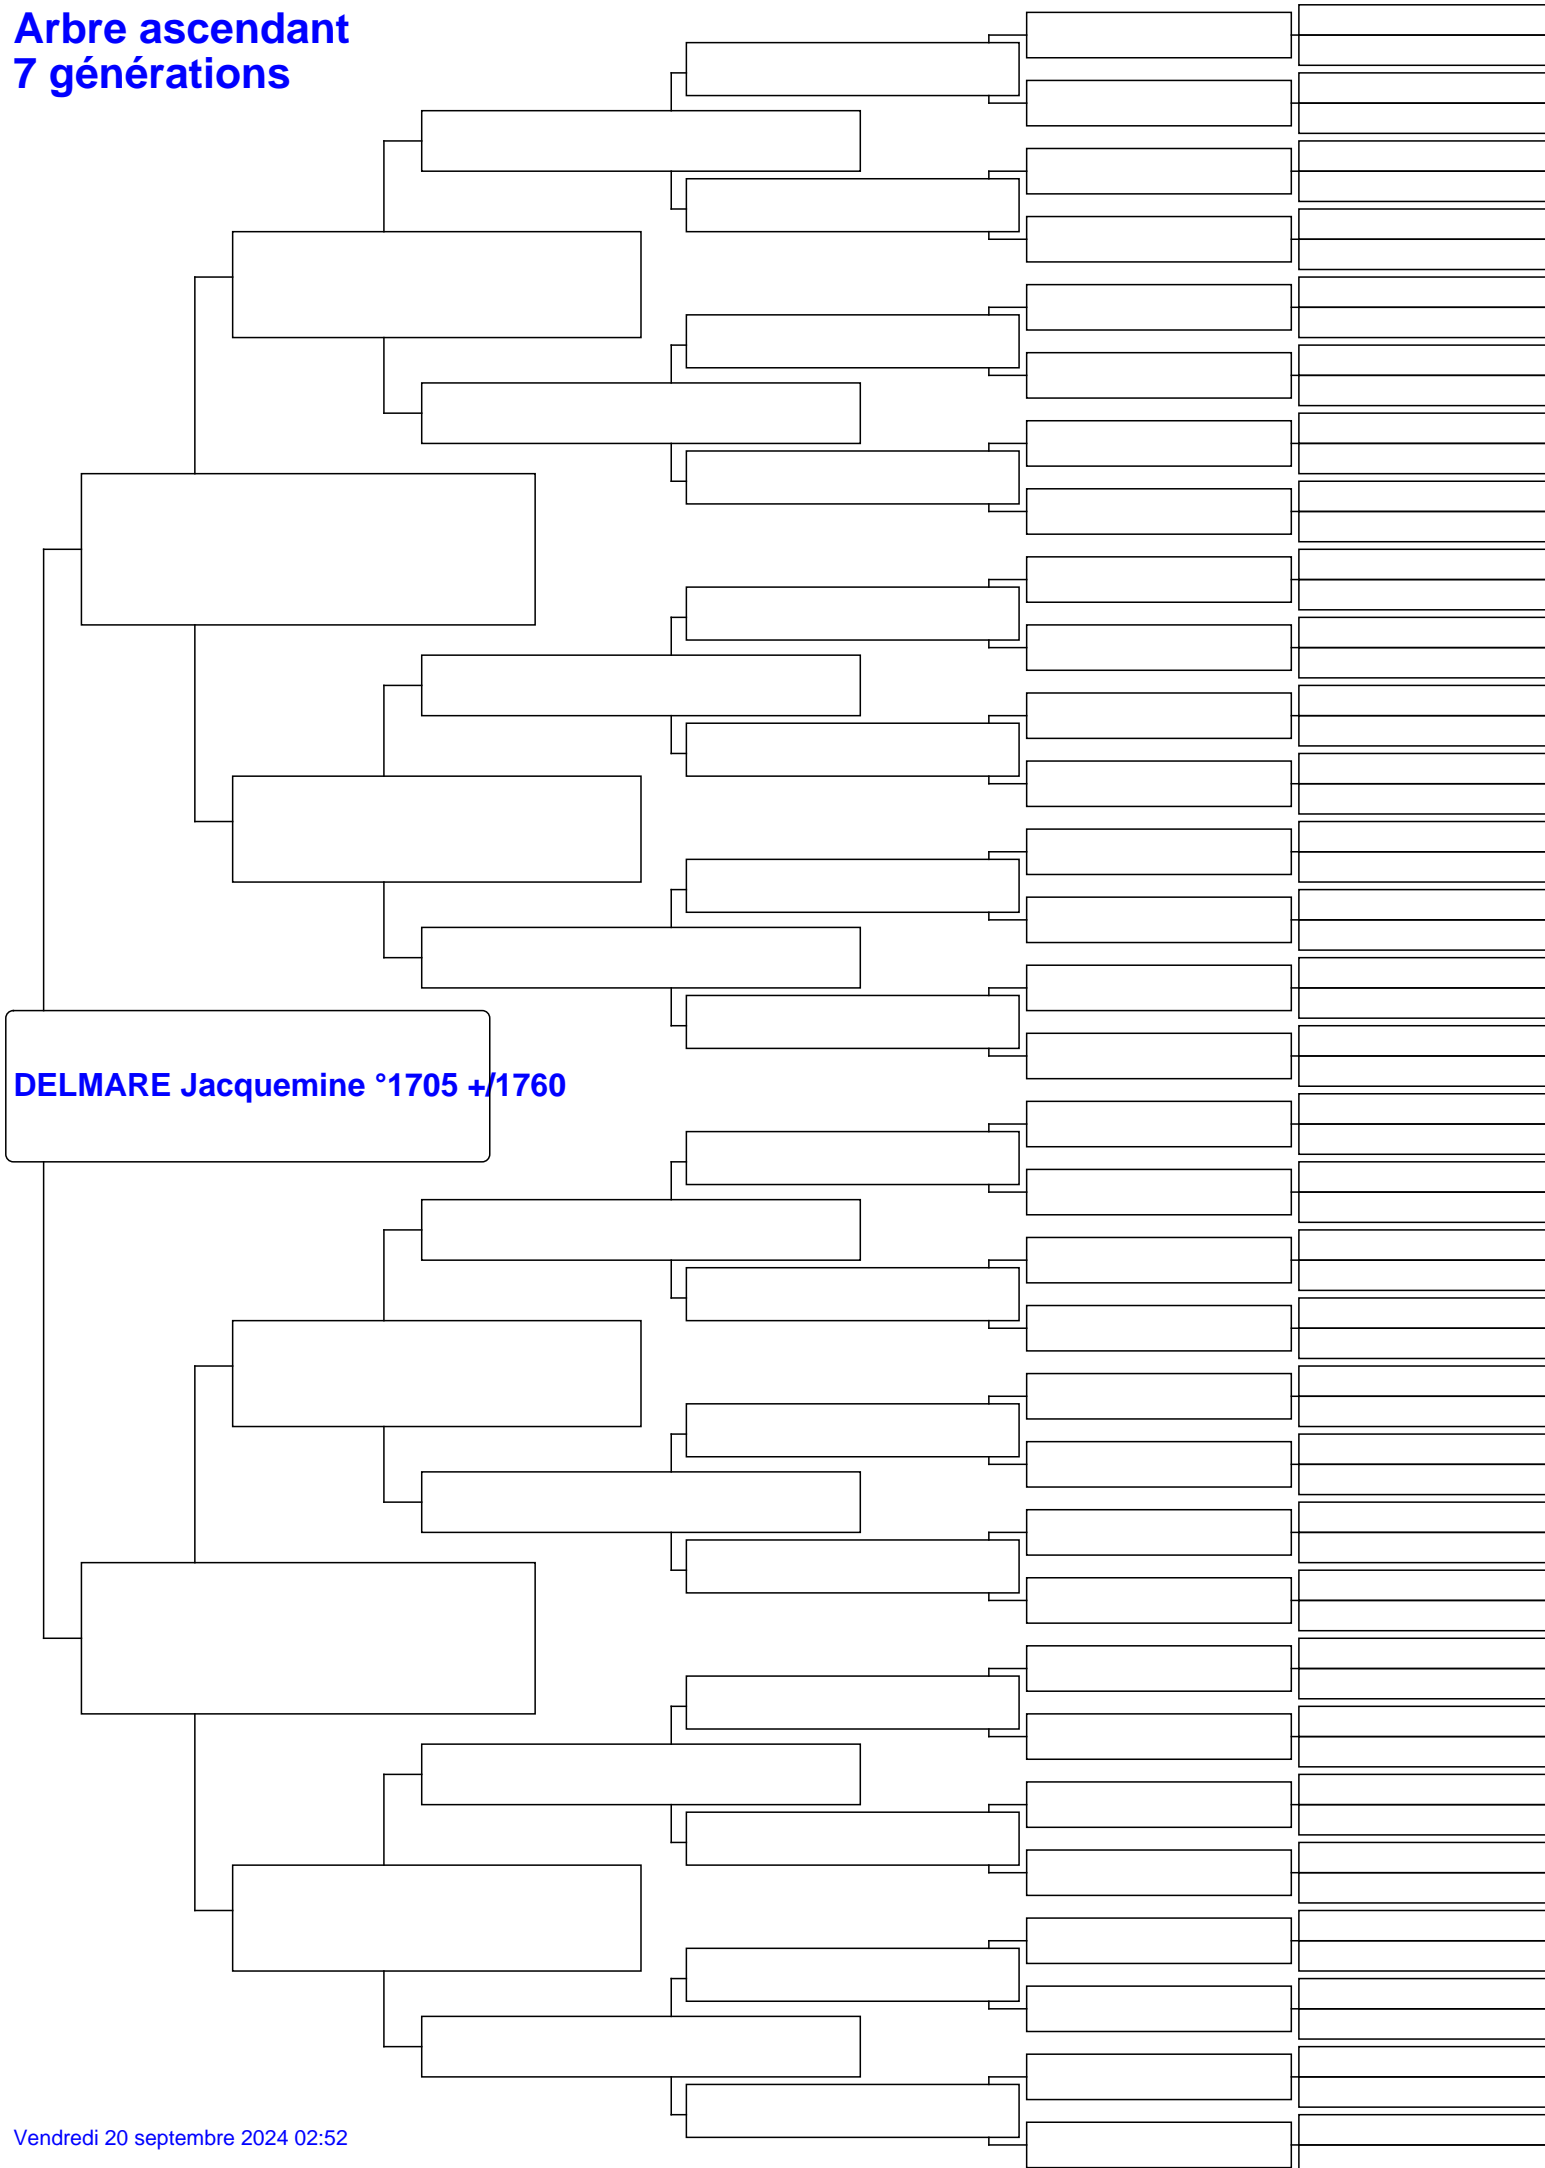 Arbre ascendant
7 générations
DELMARE Jacquemine °1705 +/1760
Vendredi 20 septembre 2024 02:52